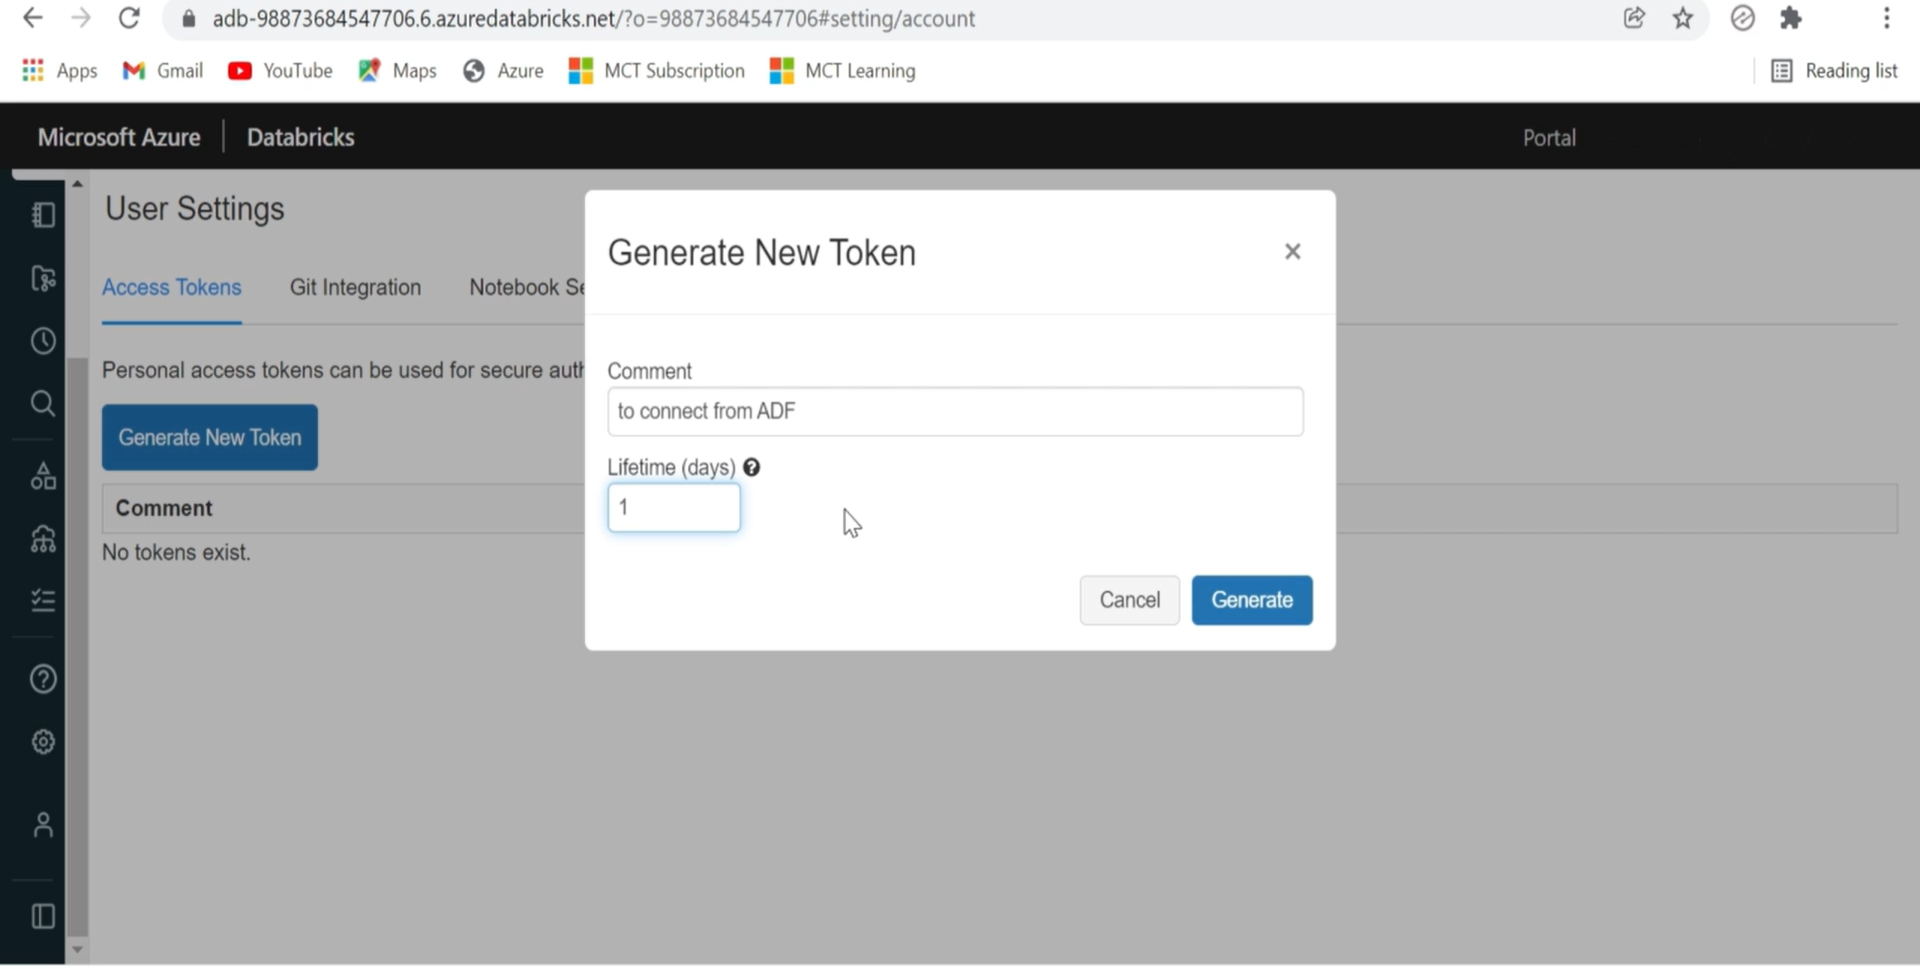 adb-98873684547706.6.azuredatabricks.net/?o=98873684547706#setting/account
Apps Gmail YouTube Maps Azure MCT Subscription MCT Learning Reading list
Microsoft Azure Databricks Portal
User Settings
Access Tokens Git Integration Notebook Se
Personal access tokens can be used for secure auth
Generate New Token
Comment
No tokens exist.
Generate New Token ×
Comment
to connect from ADF
Lifetime (days) ?
1
Cancel Generate